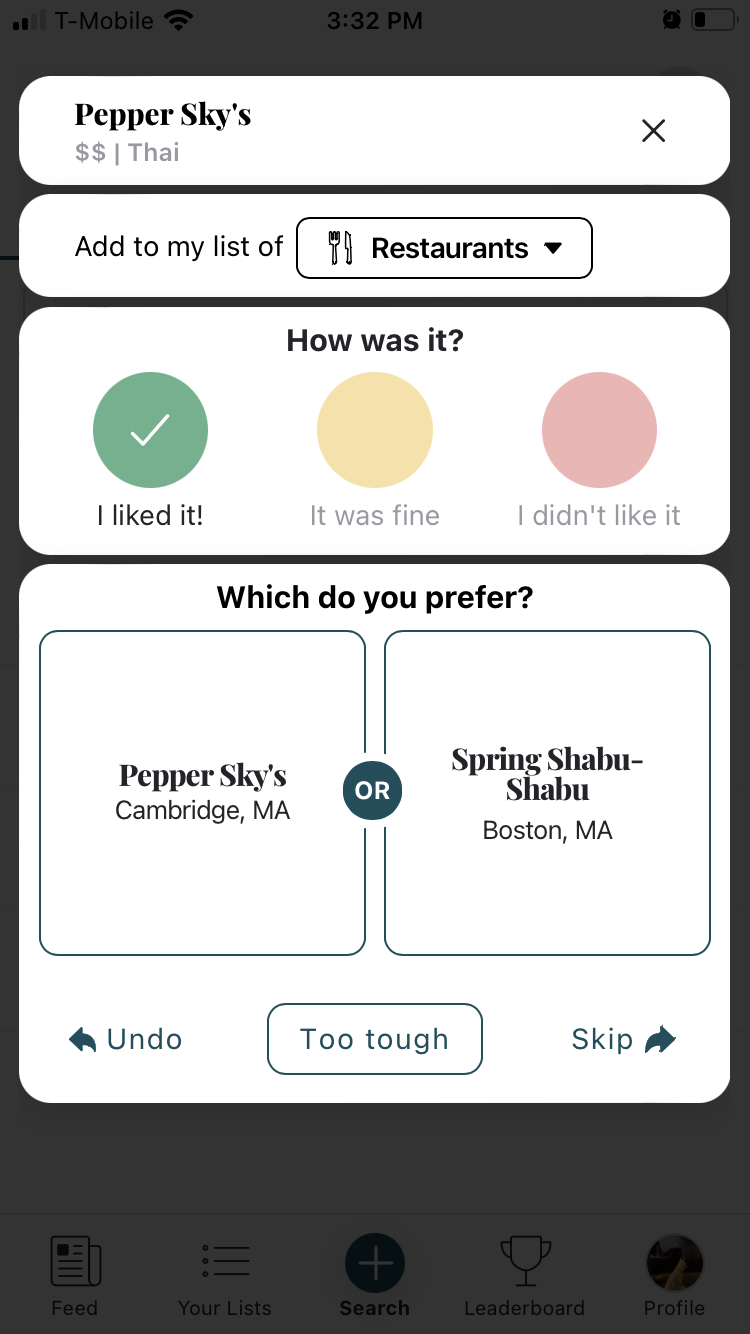 T-Mobile 3:32 PM
Pepper Sky's
$$ | Thai
Add to my list of Restaurants
How was it?
I liked it! It was fine I didn't like it
Which do you prefer?
Pepper Sky's
Cambridge, MA
OR
Spring Shabu-
Shabu
Boston, MA
Undo Too tough Skip
Feed Your Lists Search Leaderboard Profile